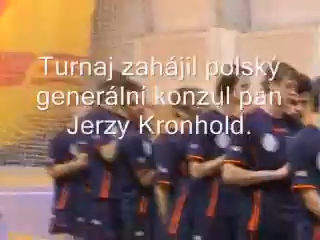 Turnaj zahájil polský
generální konzul pan
Jerzy Kronhold.